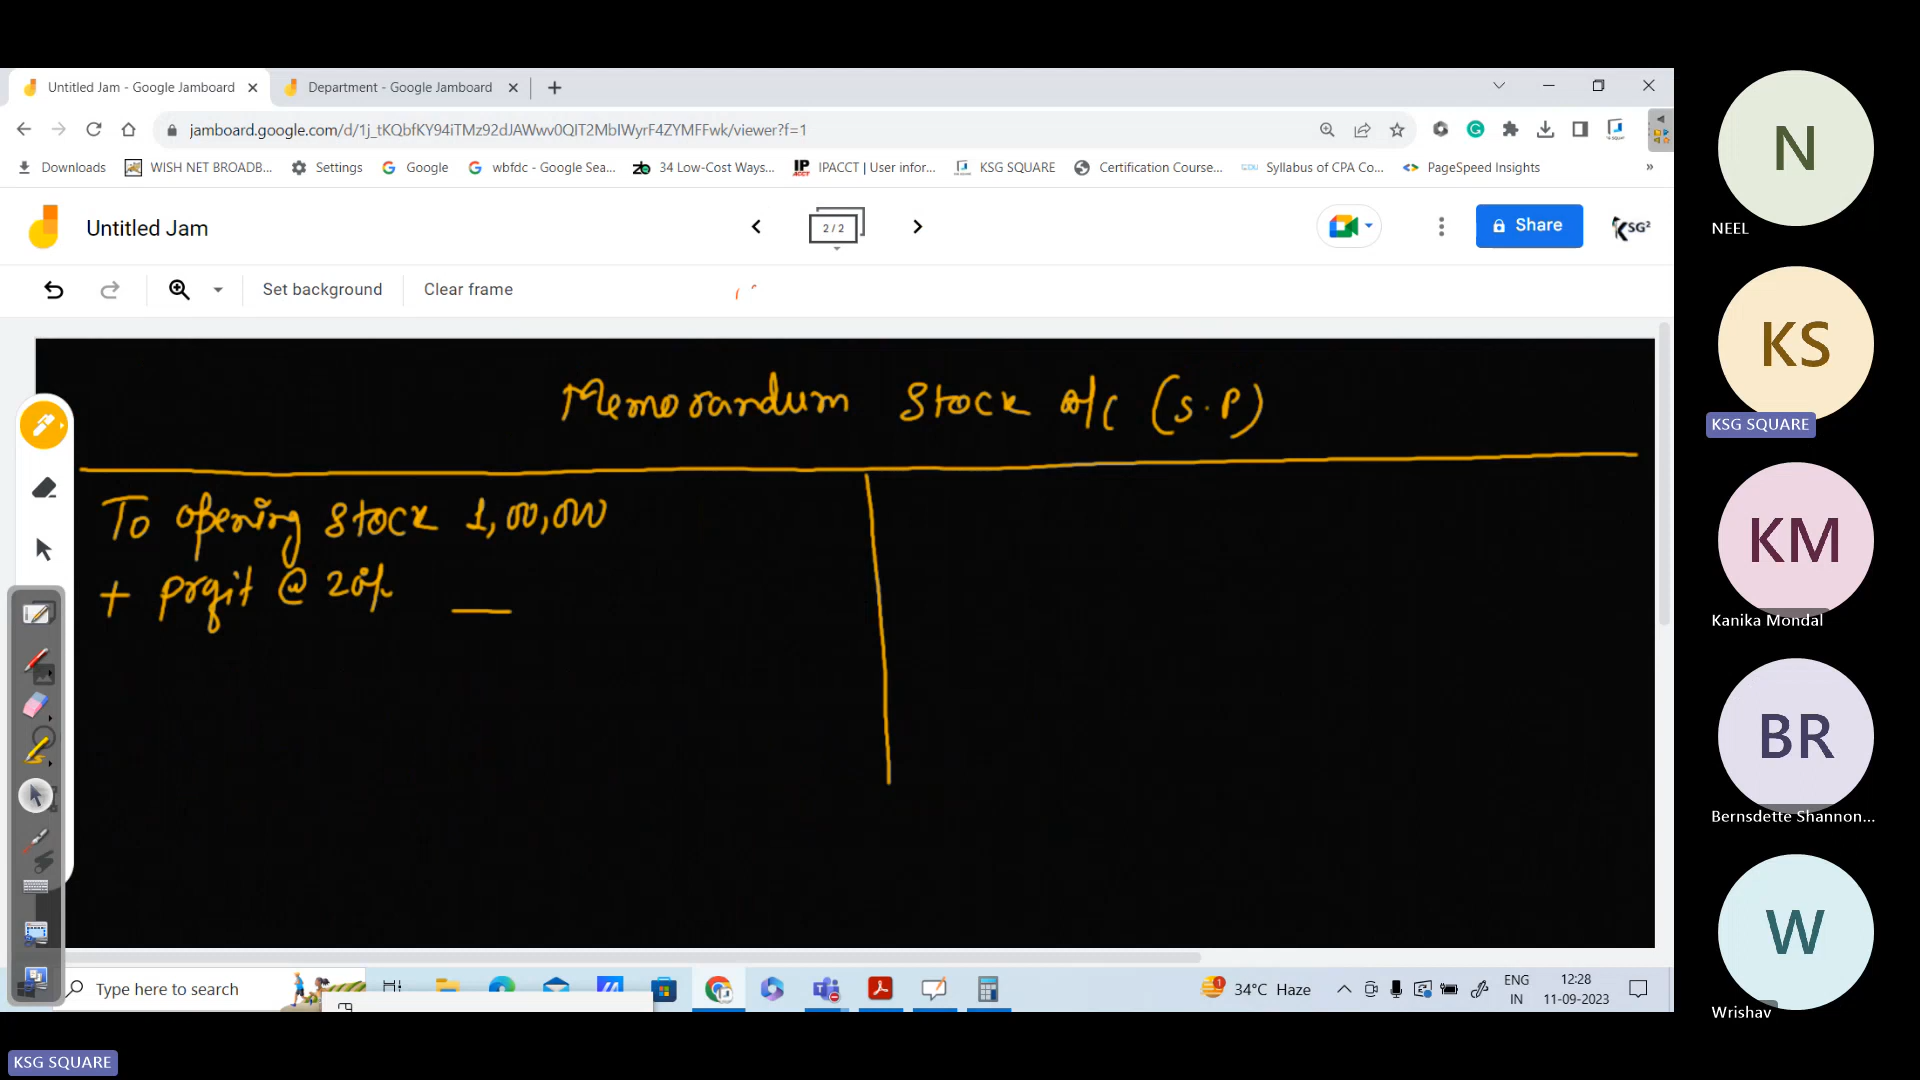 Untitled Jam - Google Jamboard
Department - Google Jamboard
jamboard.google.com/d/1j_tKQbfKY94iTMz92dJAWwv0QlT2MbIWyrF4ZYMFFwk/viewer?f=1
Downloads WISH NET BROADB... Settings Google wbfdc - Google Sea... 34 Low-Cost Ways... IPACCT | User infor... KSG SQUARE Certification Course... Syllabus of CPA Co... PageSpeed Insights »
Untitled Jam
2 / 2
Share
KSG²
Set background Clear frame
Memorandum Stock A/C (S.P)
To opening Stock 1,00,000
+ profit @ 20%
Type here to search
34°C Haze
ENG
IN
12:28
11-09-2023
N
NEEL
KS
KSG SQUARE
KM
Kanika Mondal
BR
Bernsdette Shannon...
W
Wrishav
KSG SQUARE